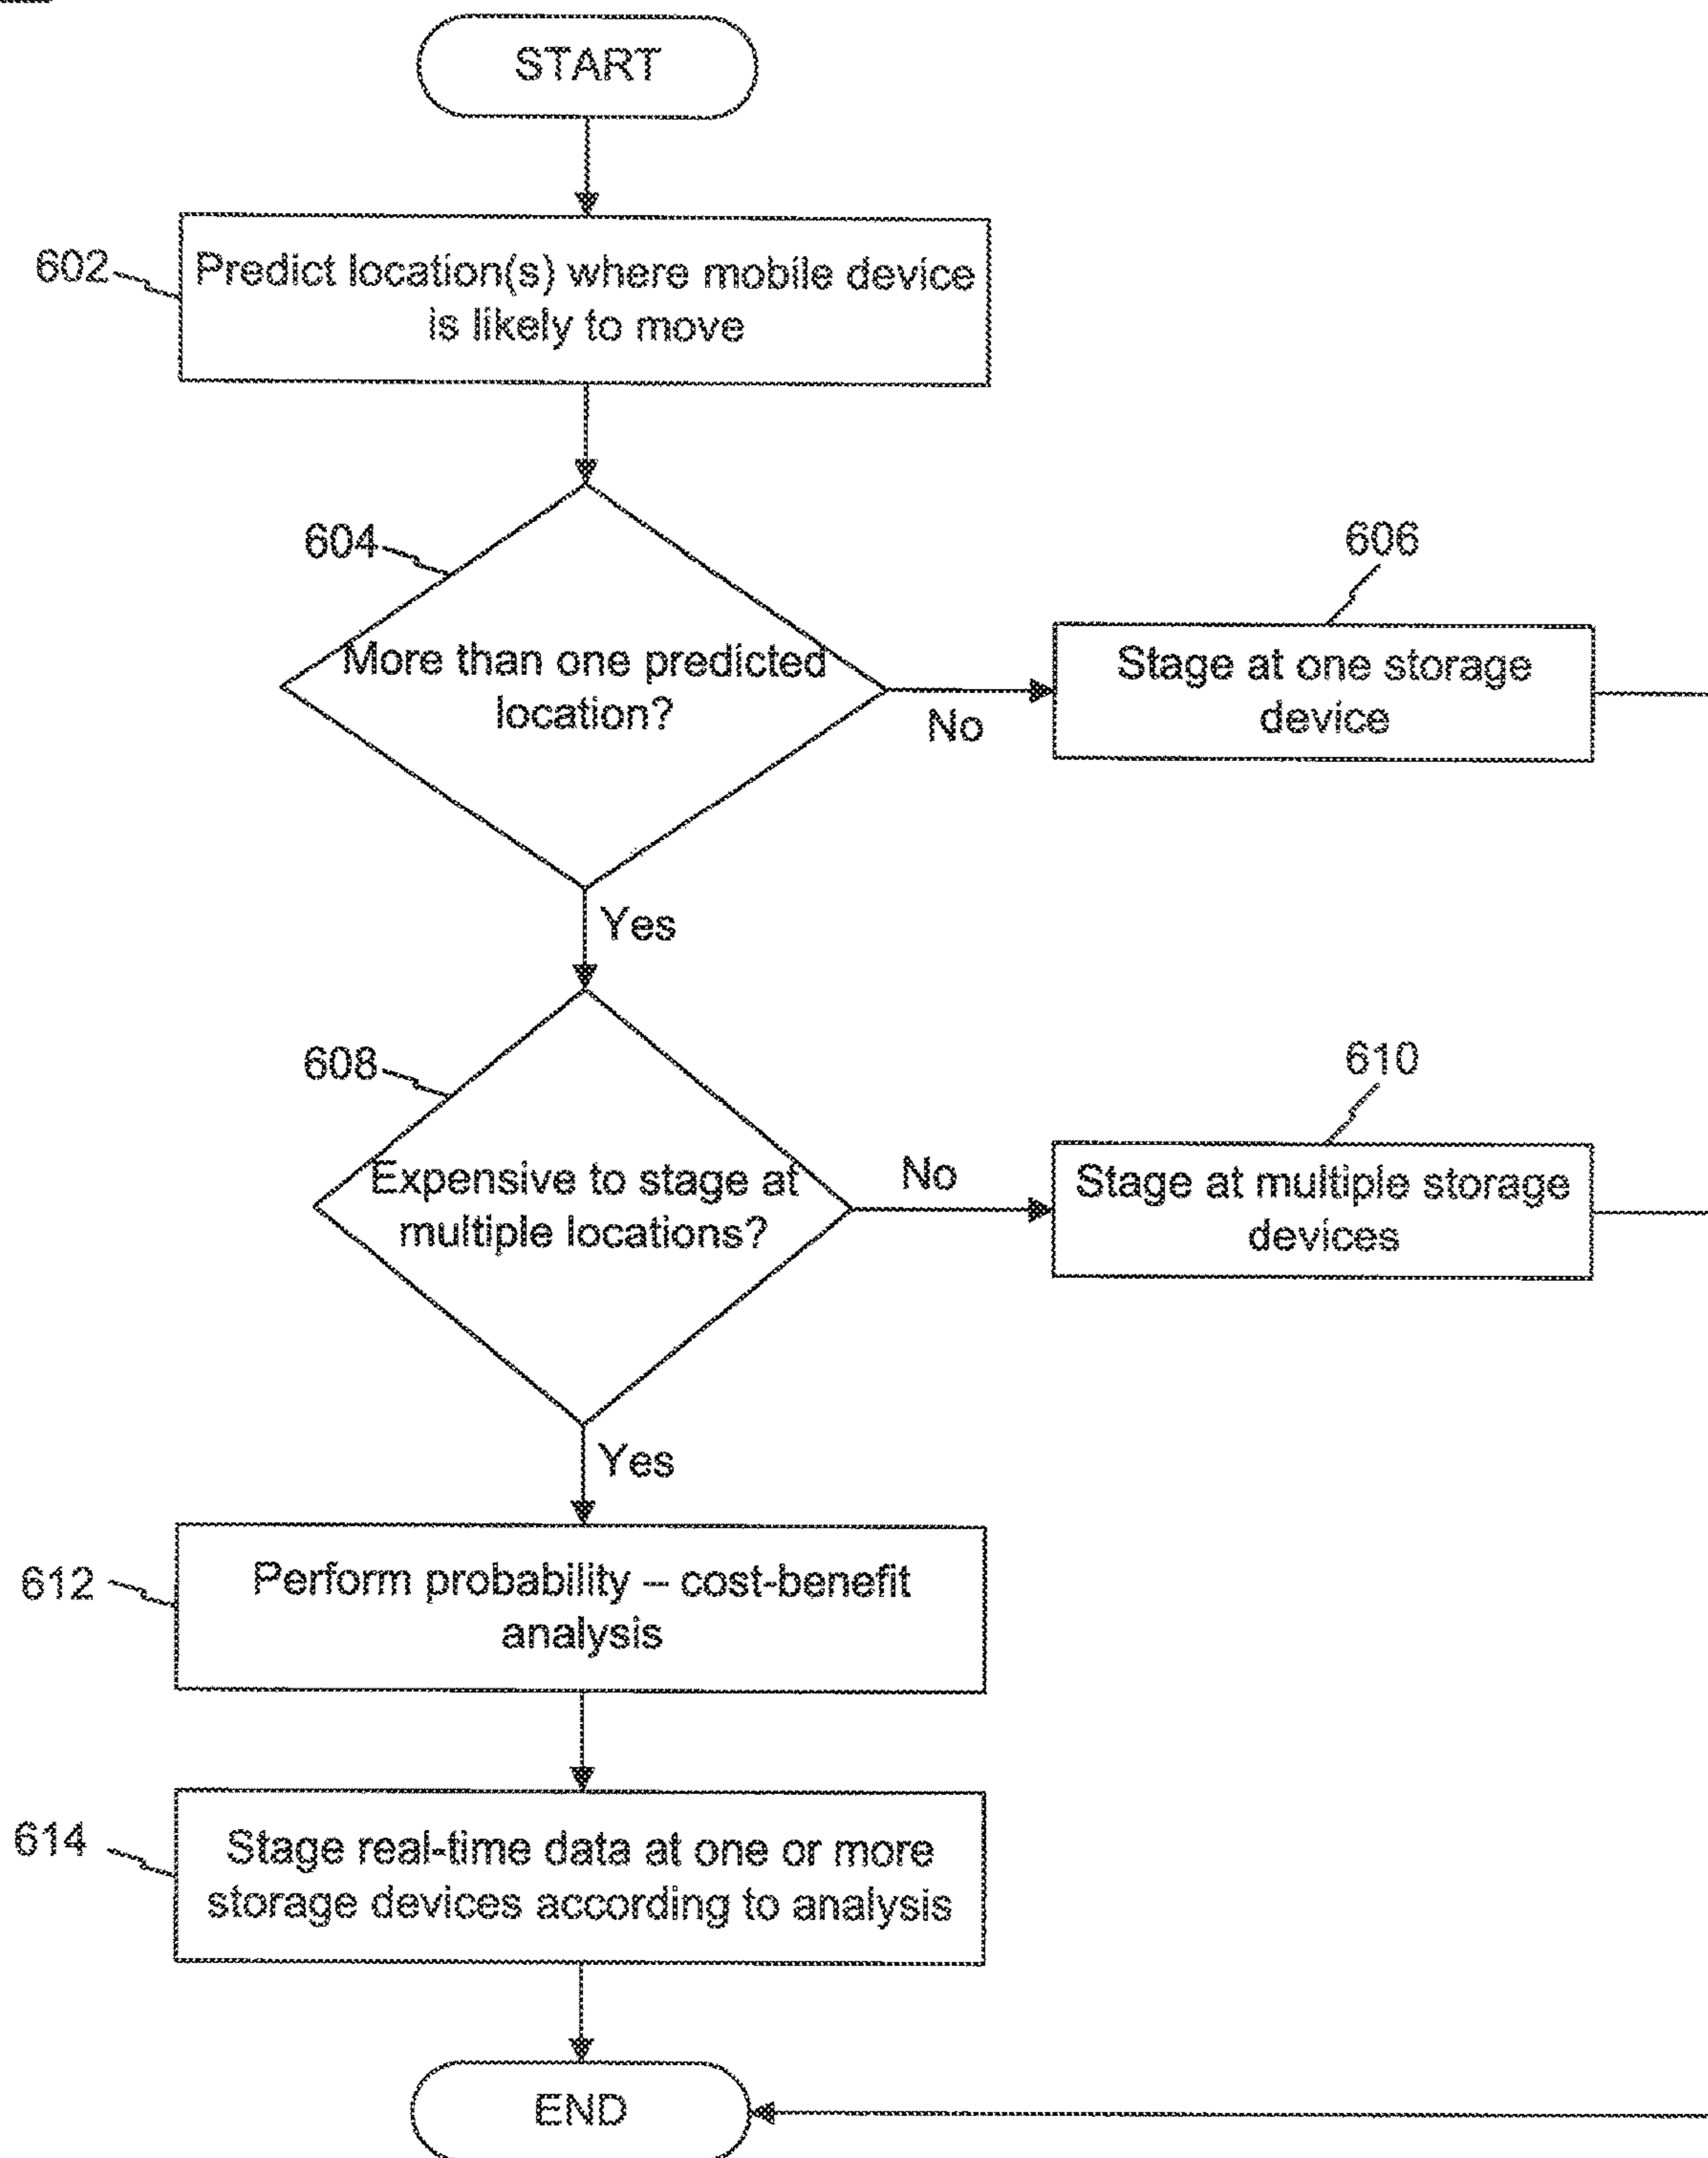 START
602
Predict location(s) where mobile device
is likely to move
604
More than one predicted
location?
No
606
Stage at one storage
device
Yes
608
Expensive to stage at
multiple locations?
No
610
Stage at multiple storage
devices
Yes
612
Perform probability – cost-benefit
analysis
614
Stage real-time data at one or more
storage devices according to analysis
END